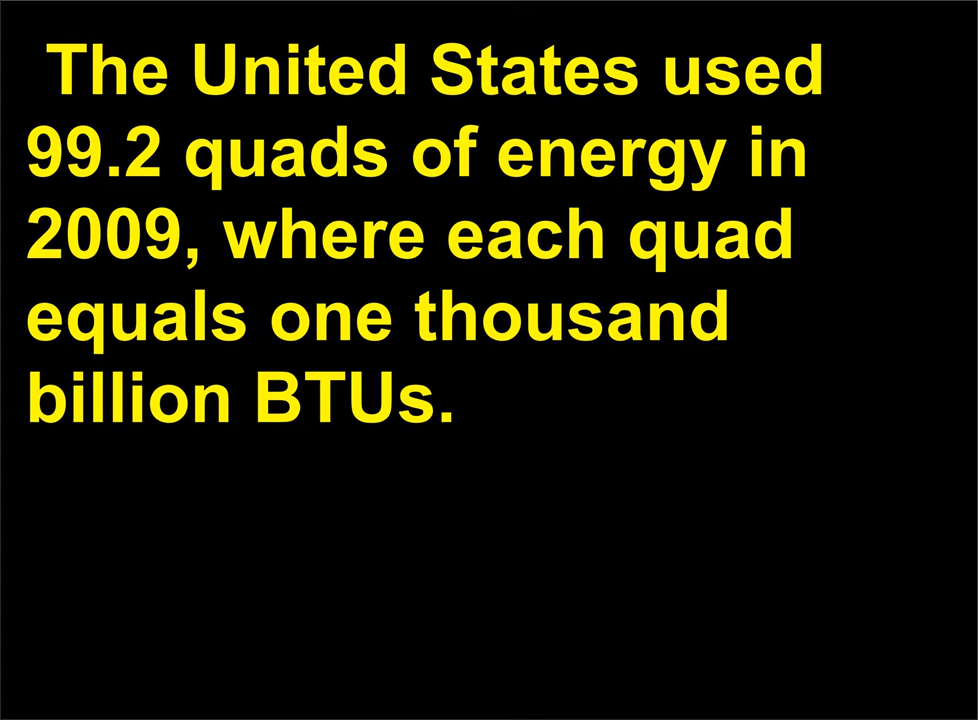 The United States used
99.2 quads of energy in
2009, where each quad
equals one thousand
billion BTUs.